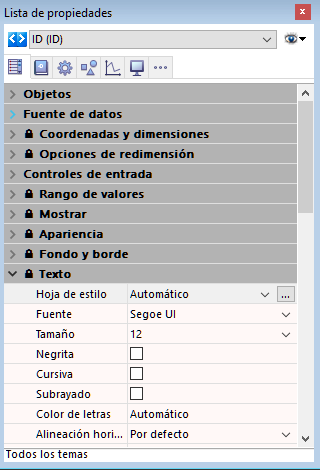 Lista de propiedades
ID (ID)
Objetos
Fuente de datos
Coordenadas y dimensiones
Opciones de redimensión
Controles de entrada
Rango de valores
Mostrar
Apariencia
Fondo y borde
Texto
Hoja de estilo Automático ...
Fuente Segoe UI
Tamaño 12
Negrita
Cursiva
Subrayado
Color de letras Automático
Alineación hori... Por defecto
Todos los temas